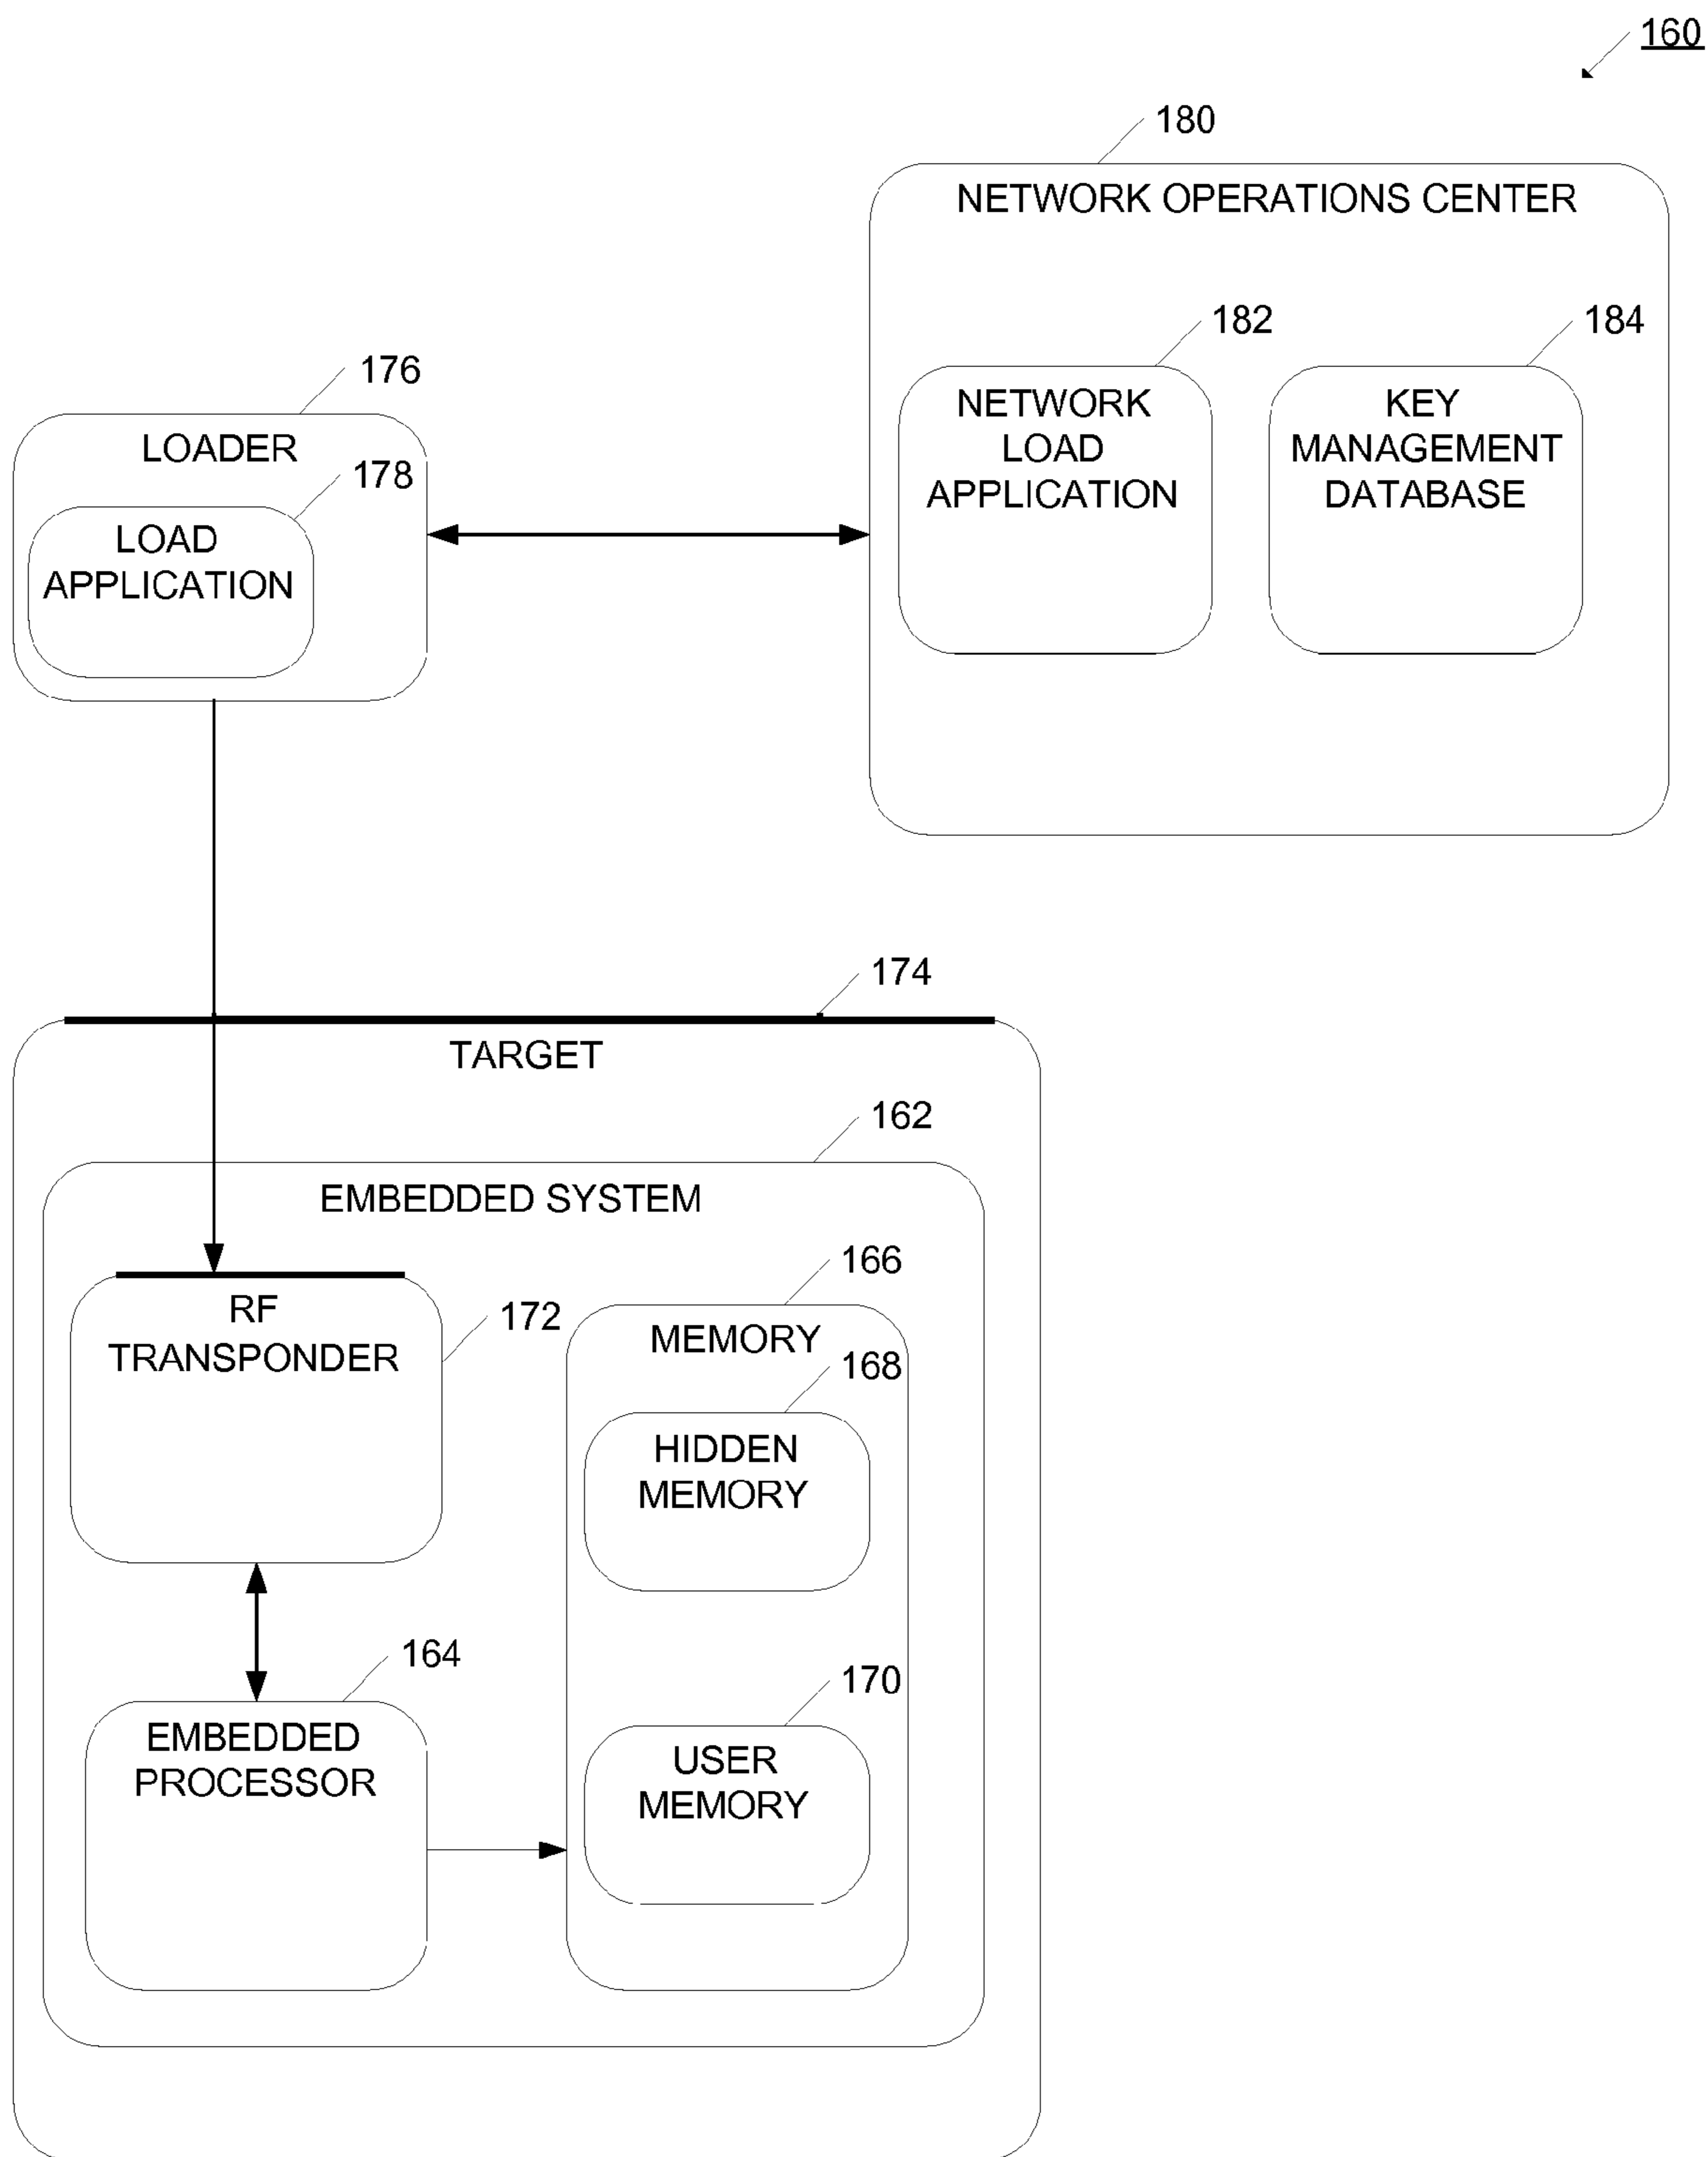 160
180
NETWORK OPERATIONS CENTER
182
184
NETWORK
LOAD
APPLICATION
KEY
MANAGEMENT
DATABASE
176
LOADER
178
LOAD
APPLICATION
174
TARGET
162
EMBEDDED SYSTEM
RF
TRANSPONDER
172
166
MEMORY
168
HIDDEN
MEMORY
164
EMBEDDED
PROCESSOR
170
USER
MEMORY